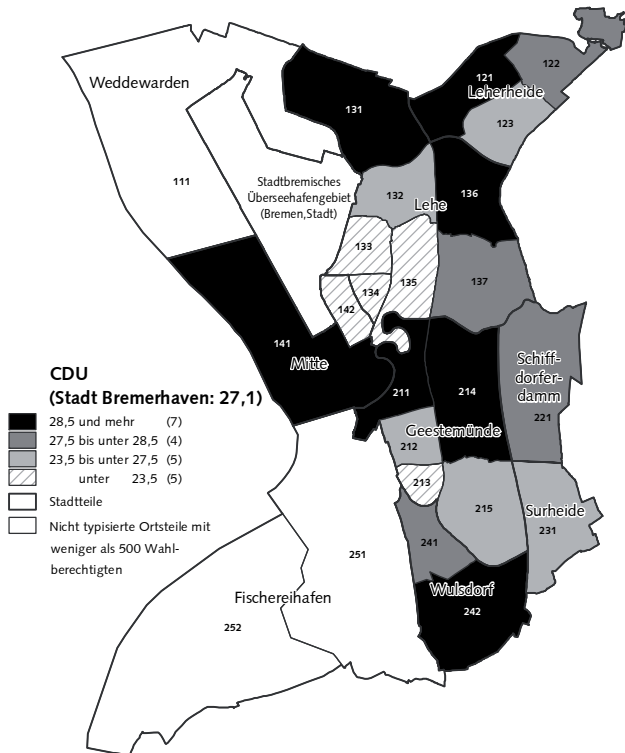 Weddewarden
111
131
121
122
Leherheide
123
Stadtbremisches
Überseehafengebiet
(Bremen,Stadt)
132
136
Lehe
133
135
134
142
137
141
Mitte
211
214
Schiff-
dorfer-
damm
221
CDU
(Stadt Bremerhaven: 27,1)
28,5 und mehr (7)
27,5 bis unter 28,5 (4)
23,5 bis unter 27,5 (5)
unter 23,5 (5)
Stadtteile
Nicht typisierte Ortsteile mit
weniger als 500 Wahl-
berechtigten
Geestemünde
212
213
215
Surheide
231
241
251
Wulsdorf
242
Fischereihafen
252